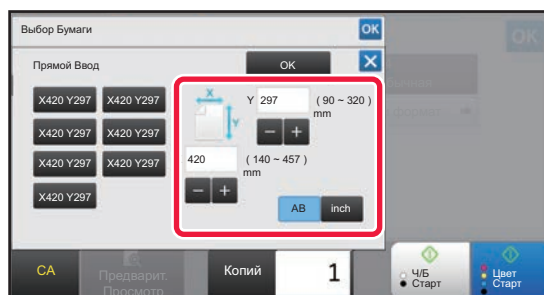 Выбор Бумаги
OK
OK
Прямой Ввод
OK
X420 Y297 X420 Y297
X420 Y297 X420 Y297
X420 Y297 X420 Y297
X420 Y297
X
Y
Y 297 ( 90 ~ 320 )
mm
− +
420 ( 140 ~ 457 )
mm
− +
AB inch
CA
Предварит.
Просмотр
Копий 1
Ч/Б
Старт
Цвет
Старт